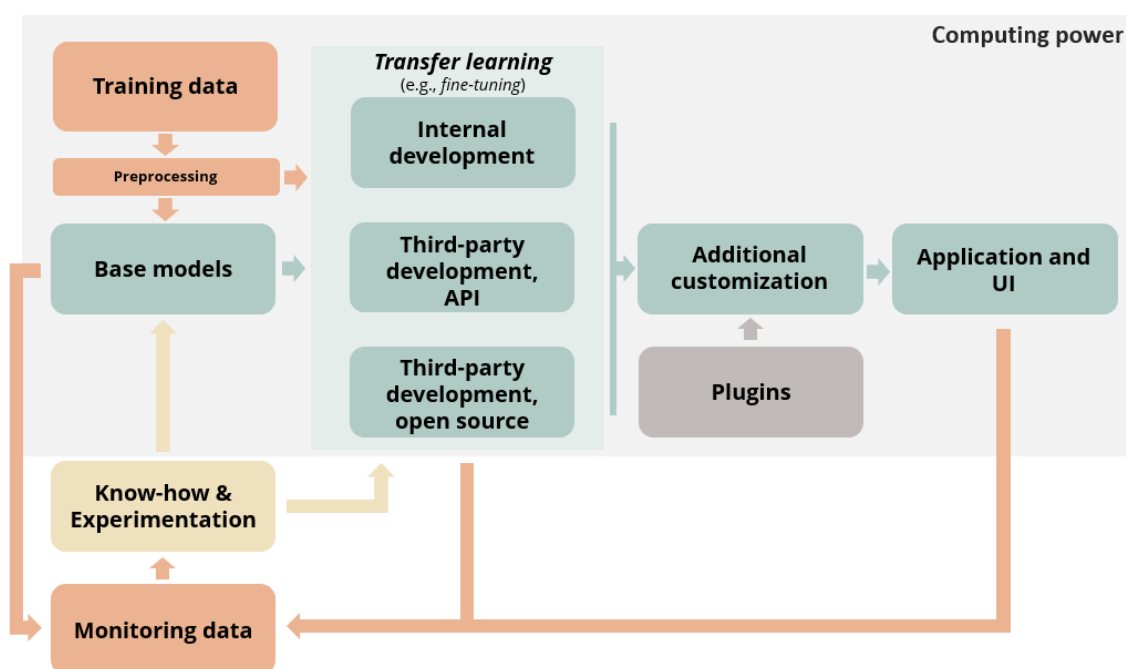 Computing power
Training data
Transfer learning
(e.g., fine-tuning)
Internal
development
Preprocessing
Base models
Third-party
development,
API
Additional
customization
Application and
UI
Third-party
development,
open source
Plugins
Know-how &
Experimentation
Monitoring data